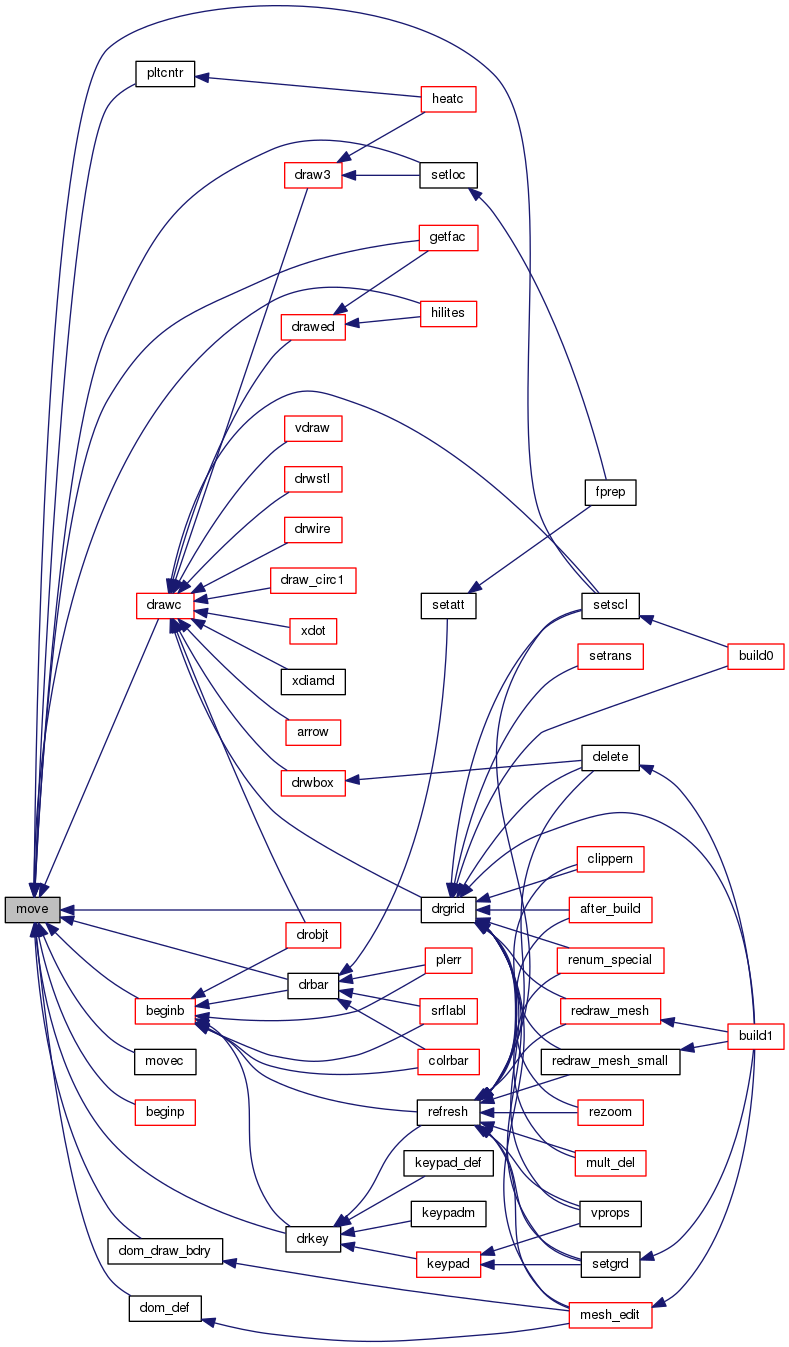 pltcntr
heatc
draw3
setloc
getfac
hilites
drawed
vdraw
drwstl
fprep
drwire
draw_circ1
drawc
setatt
setscl
xdot
setrans
build0
xdiamd
arrow
delete
drwbox
clippern
move
drgrid
after_build
drobjt
plerr
renum_special
drbar
beginb
srflabl
redraw_mesh
build1
movec
colrbar
redraw_mesh_small
beginp
refresh
rezoom
keypad_def
mult_del
keypadm
vprops
drkey
dom_draw_bdry
keypad
setgrd
dom_def
mesh_edit